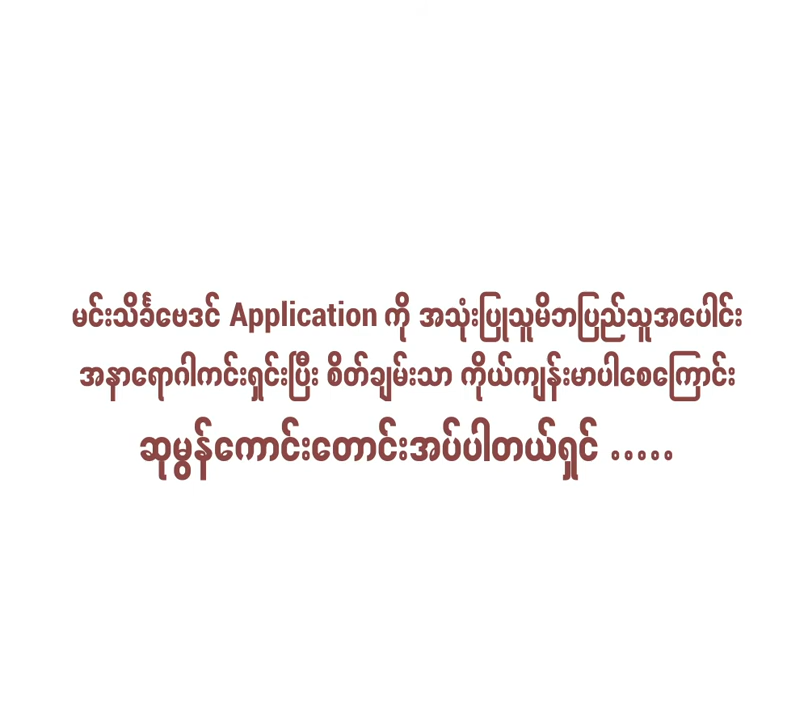 မင်းသိင်္ခဗေဒင် Application ကို အသုံးပြုသူမိဘပြည်သူအပေါင်း
အနာရောဂါကင်းရှင်းပြီး စိတ်ချမ်းသာ ကိုယ်ကျန်းမာပါစေကြောင်း
ဆုမွန်ကောင်းတောင်းအပ်ပါတယ်ရှင် .....